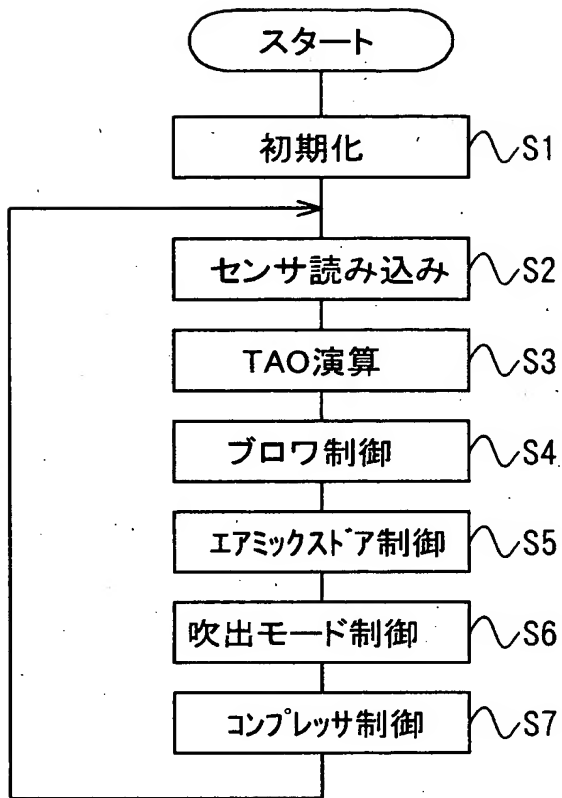 スタート
初期化 S1
センサ読み込み S2
TAO演算 S3
ブロワ制御 S4
エアミックスドア制御 S5
吹出モード制御 S6
コンプレッサ制御 S7